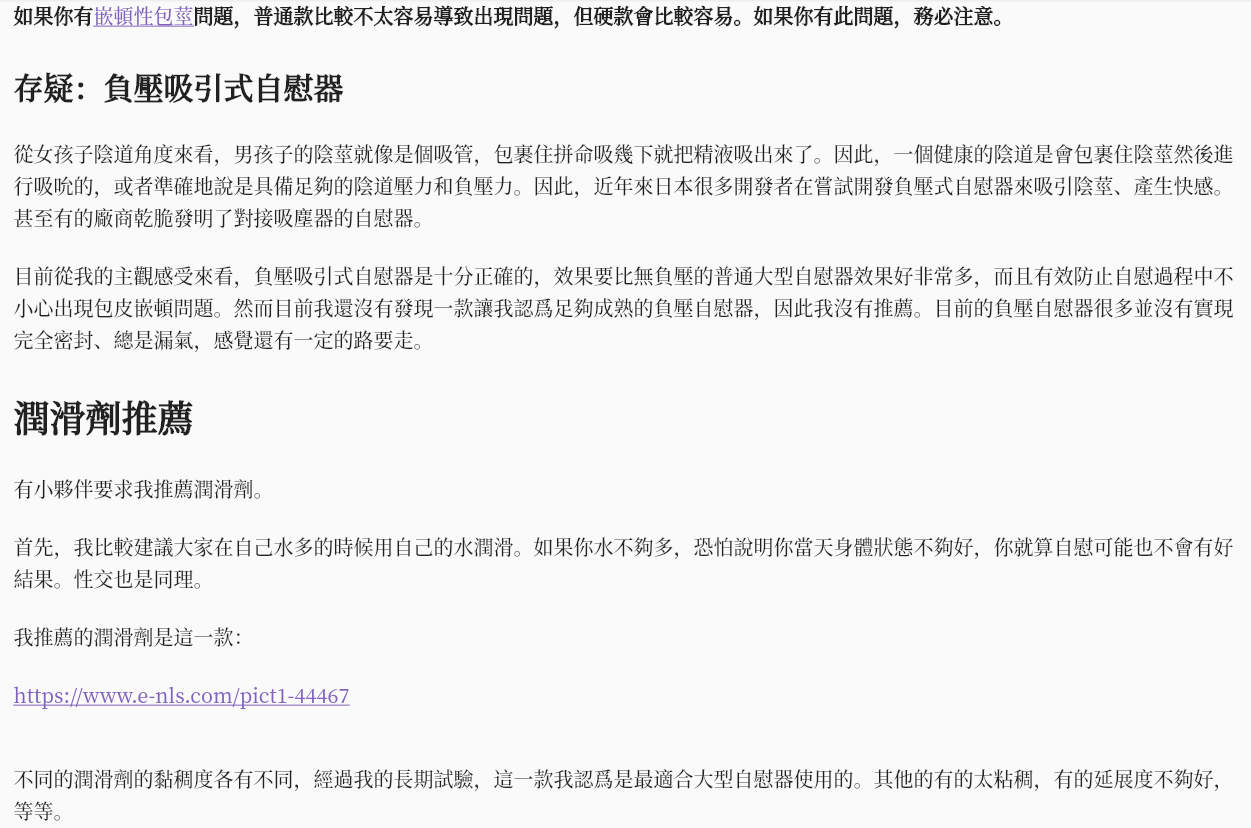 如果你有嵌頓性包莖問題，普通款比較不太容易導致出現問題，但硬款會比較容易。如果你有此問題，務必注意。
存疑：負壓吸引式自慰器
從女孩子陰道角度來看，男孩子的陰莖就像是個吸管，包裹住拼命吸幾下就把精液吸出來了。因此，一個健康的陰道是會包裹住陰莖然後進
行吸吮的，或者準確地說是具備足夠的陰道壓力和負壓力。因此，近年來日本很多開發者在嘗試開發負壓式自慰器來吸引陰莖、產生快感。
甚至有的廠商乾脆發明了對接吸塵器的自慰器。
目前從我的主觀感受來看，負壓吸引式自慰器是十分正確的，效果要比無負壓的普通大型自慰器效果好非常多，而且有效防止自慰過程中不
小心出現包皮嵌頓問題。然而目前我還沒有發現一款讓我認爲足夠成熟的負壓自慰器，因此我沒有推薦。目前的負壓自慰器很多並沒有實現
完全密封、總是漏氣，感覺還有一定的路要走。
潤滑劑推薦
有小夥伴要求我推薦潤滑劑。
首先，我比較建議大家在自己水多的時候用自己的水潤滑。如果你水不夠多，恐怕說明你當天身體狀態不夠好，你就算自慰可能也不會有好
結果。性交也是同理。
我推薦的潤滑劑是這一款：
https://www.e-nls.com/pict1-44467
不同的潤滑劑的黏稠度各有不同，經過我的長期試驗，這一款我認爲是最適合大型自慰器使用的。其他的有的太粘稠，有的延展度不夠好，
等等。